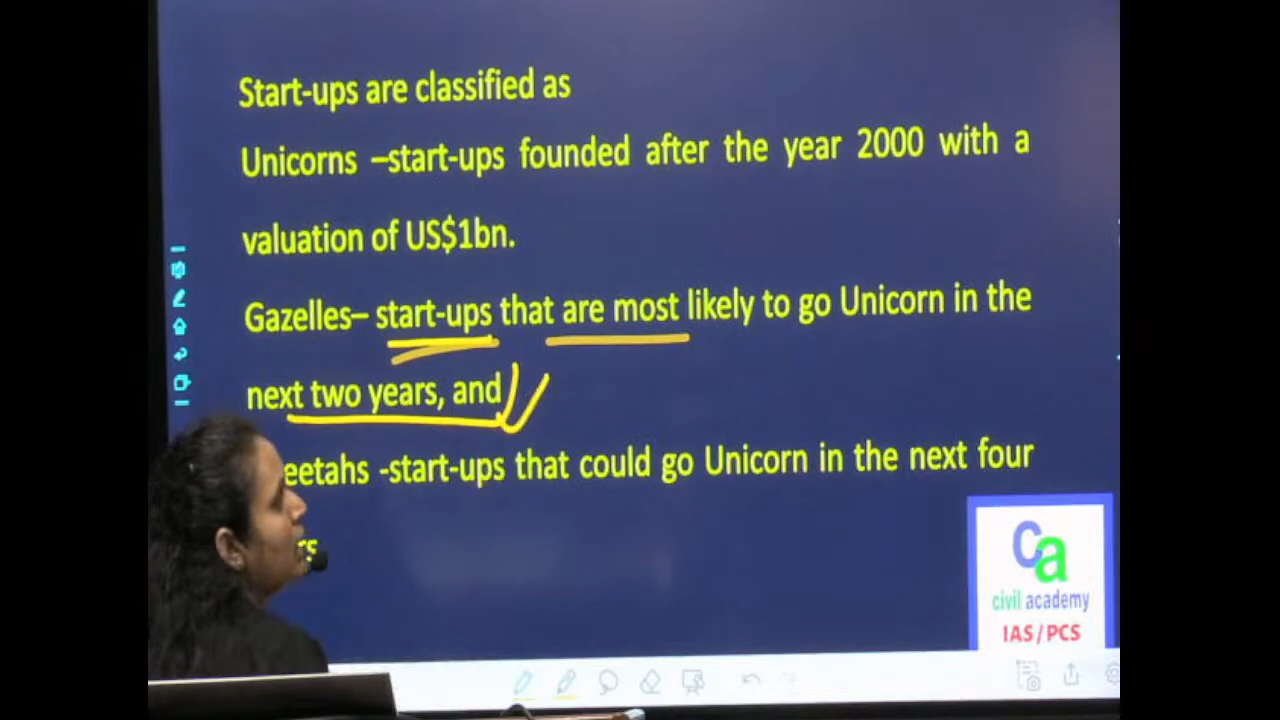 Start-ups are classified as
Unicorns –start-ups founded after the year 2000 with a
valuation of US$1bn.
Gazelles– start-ups that are most likely to go Unicorn in the
next two years, and
eetahs -start-ups that could go Unicorn in the next four
rs
ca
civil academy
IAS/PCS